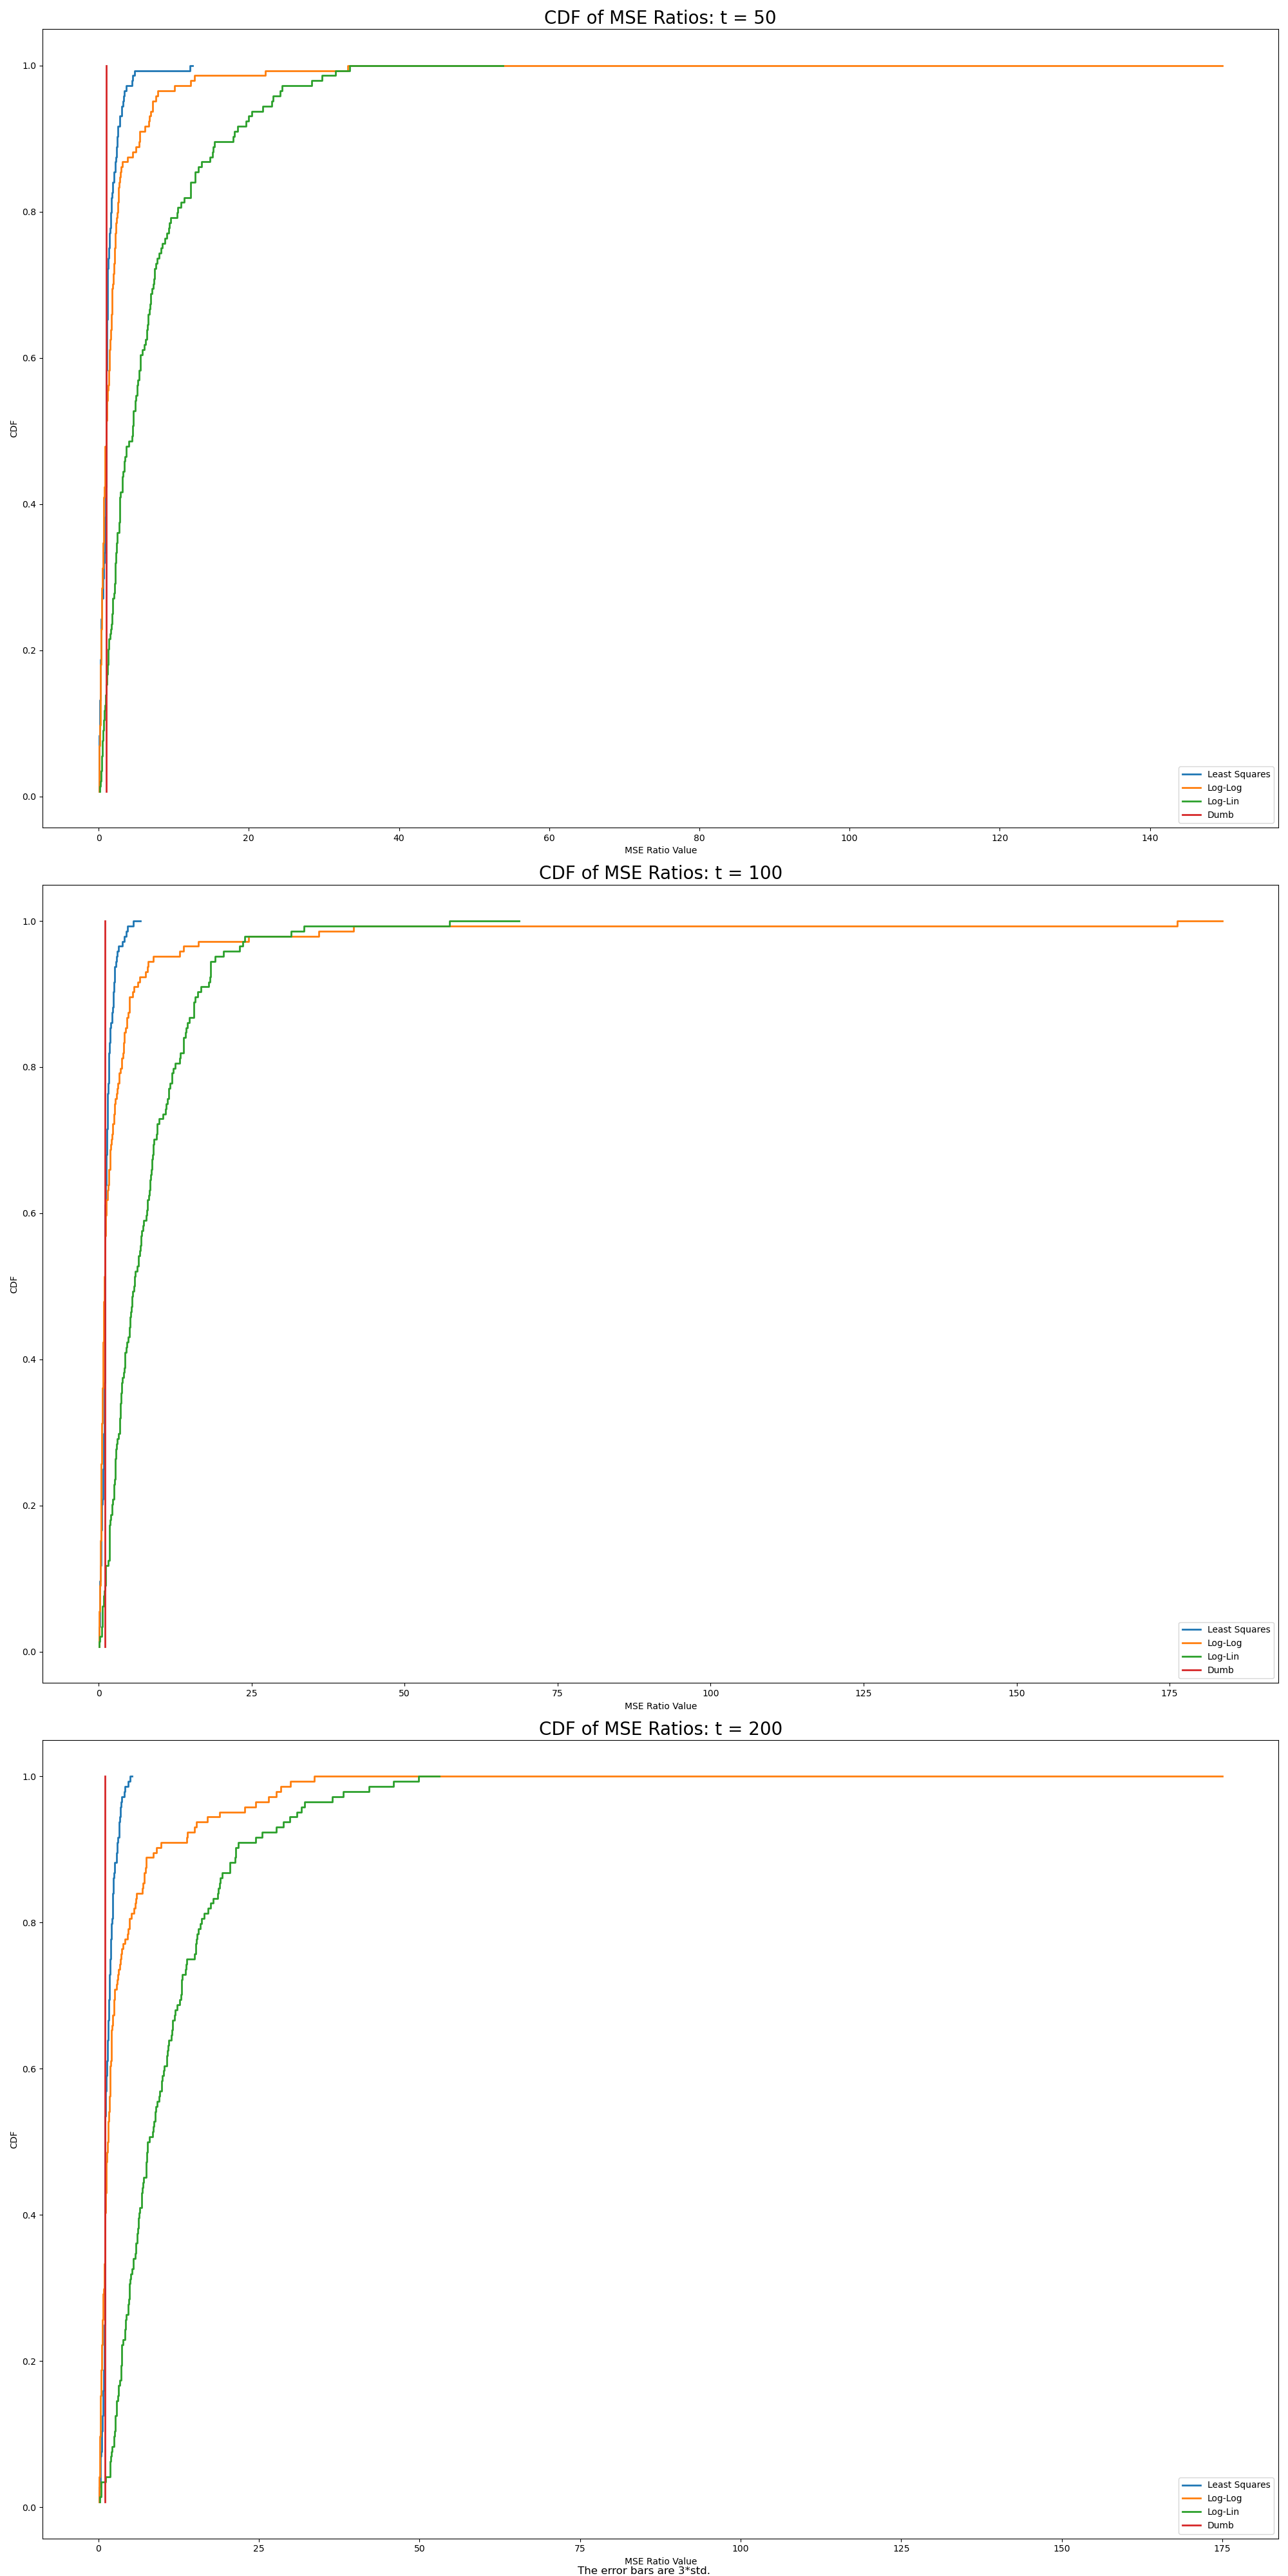 CDF of MSE Ratios: t = 50
1.0
0.8
0.6
CDF
0.4
0.2
0.0
Least Squares
Log-Log
Log-Lin
Dumb
0 20 40 60 80 100 120 140
MSE Ratio Value
CDF of MSE Ratios: t = 100
1.0
0.8
0.6
CDF
0.4
0.2
0.0
Least Squares
Log-Log
Log-Lin
Dumb
0 25 50 75 100 125 150 175
MSE Ratio Value
CDF of MSE Ratios: t = 200
1.0
0.8
0.6
CDF
0.4
0.2
0.0
Least Squares
Log-Log
Log-Lin
Dumb
0 25 50 75 100 125 150 175
MSE Ratio Value
The error bars are 3*std.